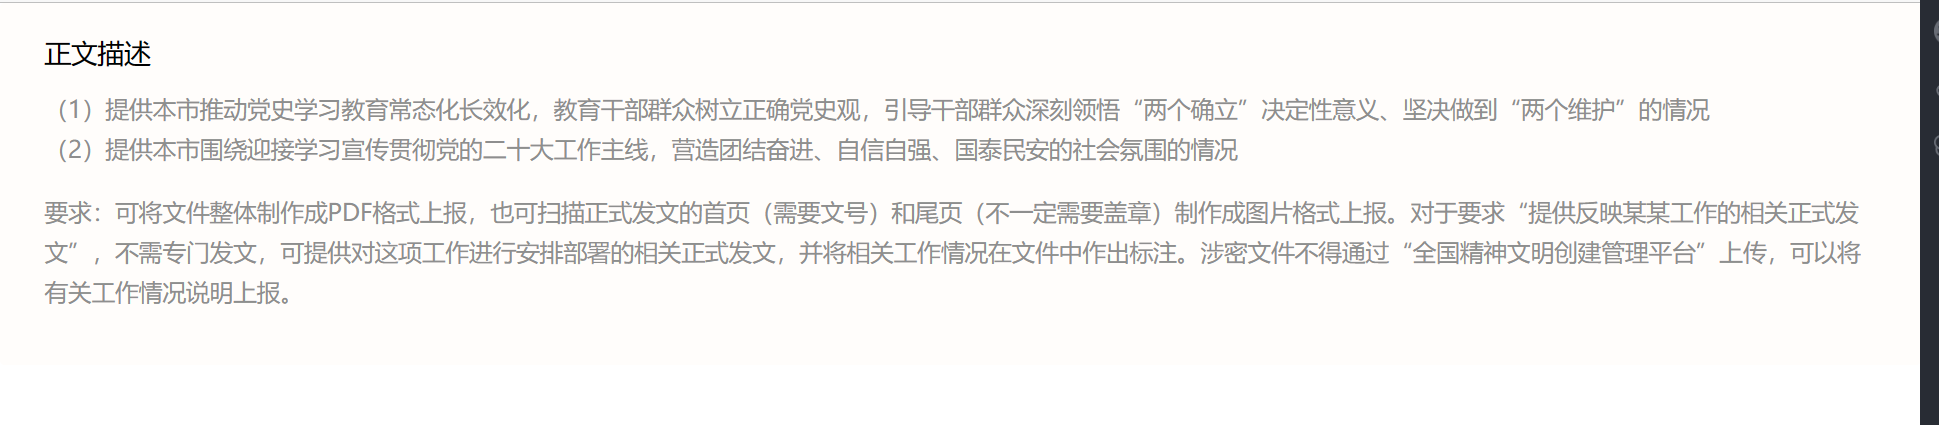 正文描述
（1）提供本市推动党史学习教育常态化长效化，教育干部群众树立正确党史观，引导干部群众深刻领悟“两个确立”决定性意义、坚决做到“两个维护”的情况
（2）提供本市围绕迎接学习宣传贯彻党的二十大工作主线，营造团结奋进、自信自强、国泰民安的社会氛围的情况
要求：可将文件整体制作成PDF格式上报，也可扫描正式发文的首页（需要文号）和尾页（不一定需要盖章）制作成图片格式上报。对于要求“提供反映某某工作的相关正式发
文”，不需专门发文，可提供对这项工作进行安排部署的相关正式发文，并将相关工作情况在文件中作出标注。涉密文件不得通过“全国精神文明创建管理平台”上传，可以将
有关工作情况说明上报。